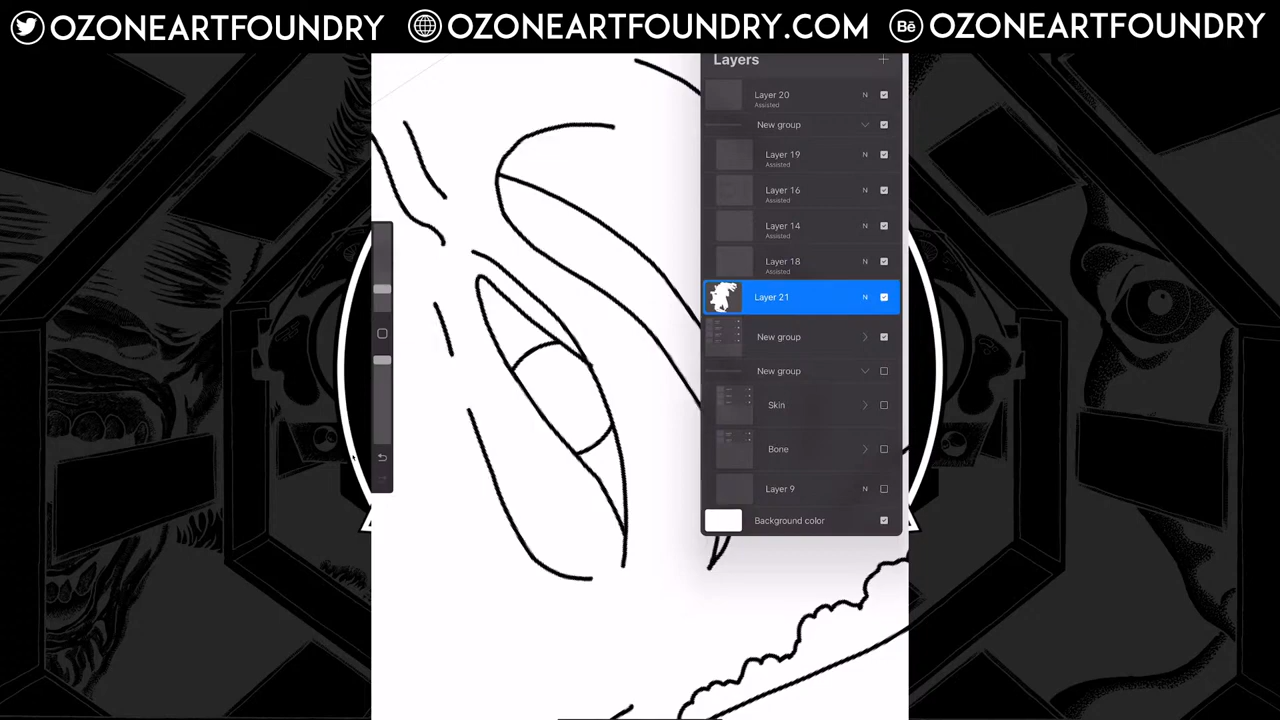 OZONEARTFOUNDRY OZONEARTFOUNDRY.COM Bē OZONEARTFOUNDRY
Layers +
Layer 20 N
Assisted
New group
Layer 19 N
Assisted
Layer 16 N
Assisted
Layer 14 N
Assisted
Layer 18 N
Assisted
Layer 21 N
New group
New group
Skin
Bone
Layer 9 N
Background color